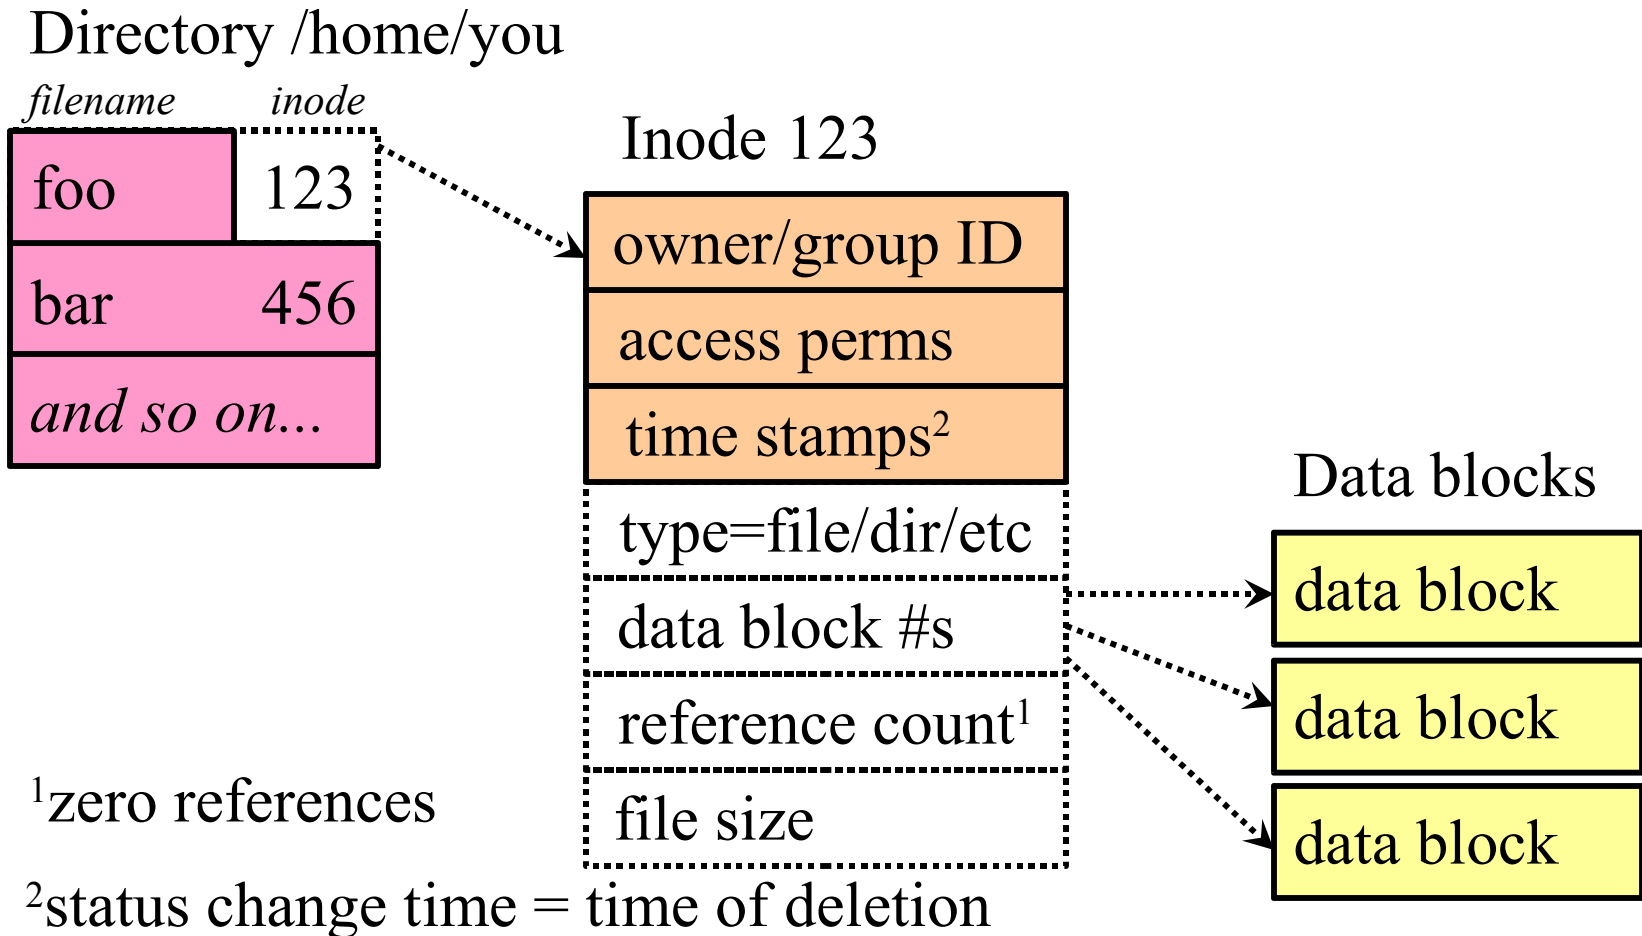 Directory /home/you
filename inode
foo 123
bar 456
and so on...
Inode 123
owner/group ID
access perms
time stamps²
type=file/dir/etc
data block #s
reference count¹
file size
Data blocks
data block
data block
data block
¹zero references
²status change time = time of deletion